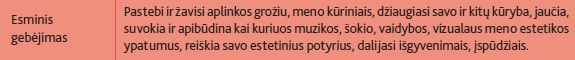 Esminis
gebėjimas
Pastebi ir žavisi aplinkos grožiu, meno kūriniais, džiaugiasi savo ir kitų kūryba, jaučia,
suvokia ir apibūdina kai kuriuos muzikos, šokio, vaidybos, vizualaus meno estetikos
ypatumus, reiškia savo estetinius potyrius, dalijasi išgyvenimais, įspūdžiais.